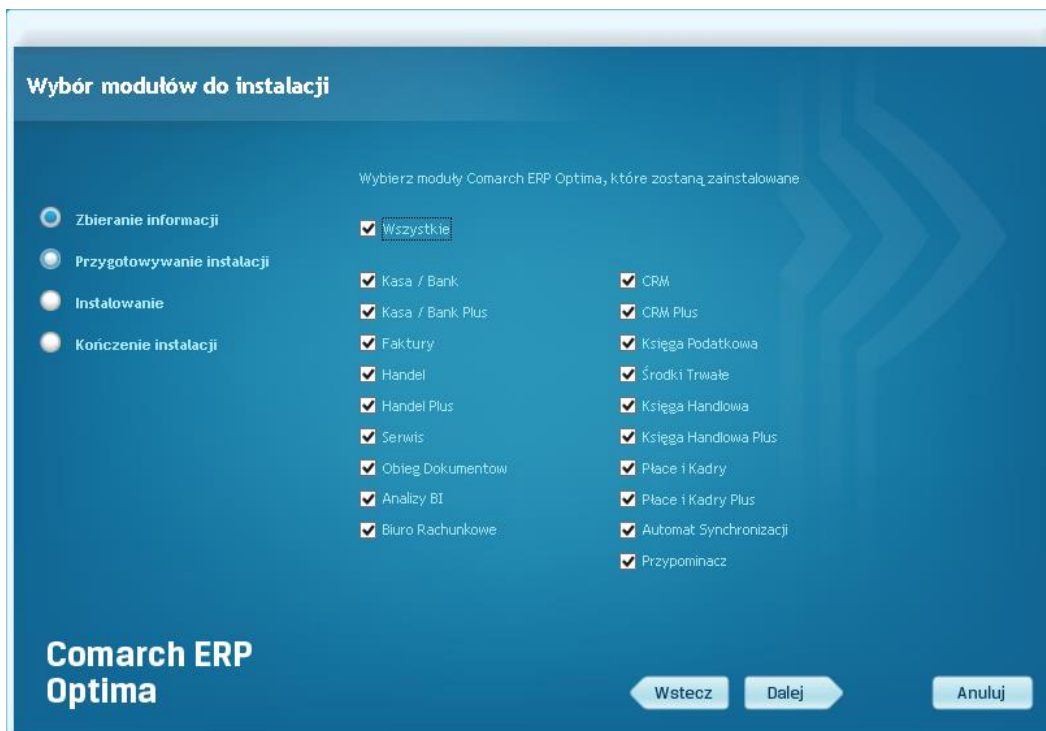 Wybór modułów do instalacji
Wybierz moduły Comarch ERP Optima, które zostaną zainstalowane
Zbieranie informacji
Przygotowywanie instalacji
Instalowanie
Kończenie instalacji
Wszystkie
Kasa / Bank
Kasa / Bank Plus
Faktury
Handel
Handel Plus
Serwis
Obieg Dokumentow
Analizy BI
Biuro Rachunkowe
CRM
CRM Plus
Księga Podatkowa
Środki Trwałe
Księga Handlowa
Księga Handlowa Plus
Płace i Kadry
Płace i Kadry Plus
Automat Synchronizacji
Przypominacz
Comarch ERP
Optima
Wstecz
Dalej
Anuluj